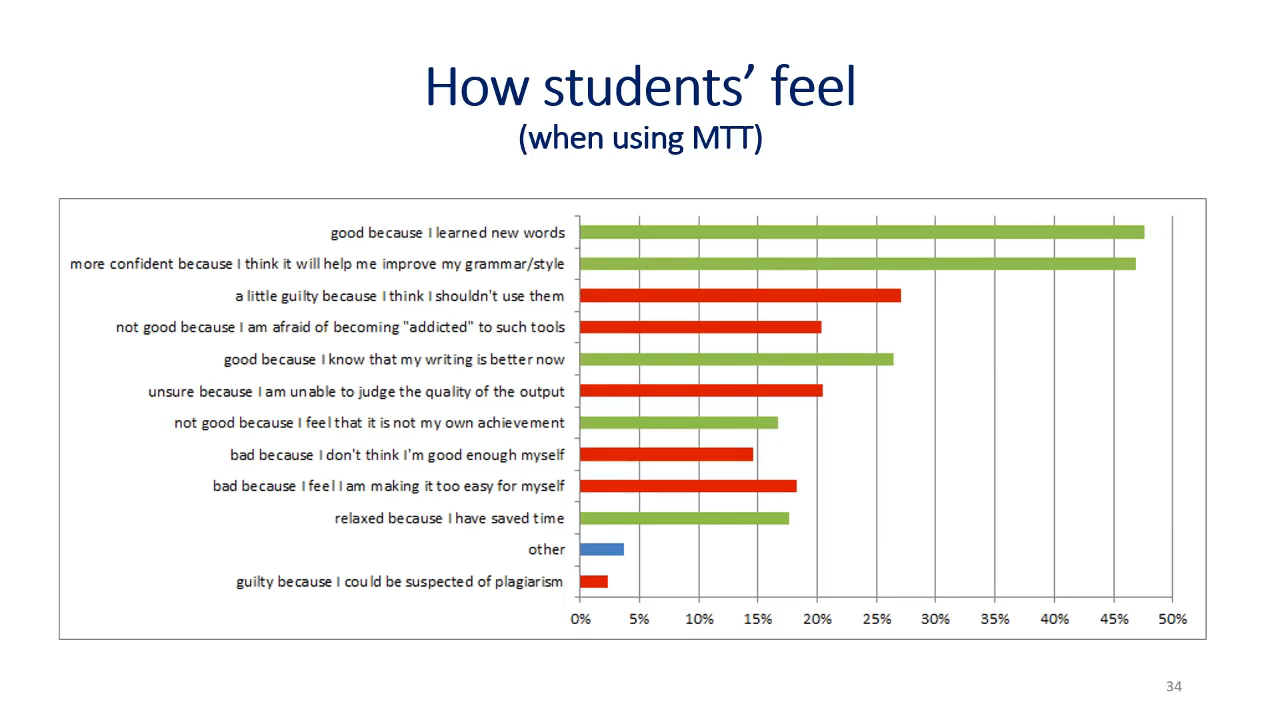 How students’ feel
(when using MTT)
good because I learned new words
more confident because I think it will help me improve my grammar/style
a little guilty because I think I shouldn't use them
not good because I am afraid of becoming "addicted" to such tools
good because I know that my writing is better now
unsure because I am unable to judge the quality of the output
not good because I feel that it is not my own achievement
bad because I don't think I'm good enough myself
bad because I feel I am making it too easy for myself
relaxed because I have saved time
other
guilty because I could be suspected of plagiarism
0% 5% 10% 15% 20% 25% 30% 35% 40% 45% 50%
34